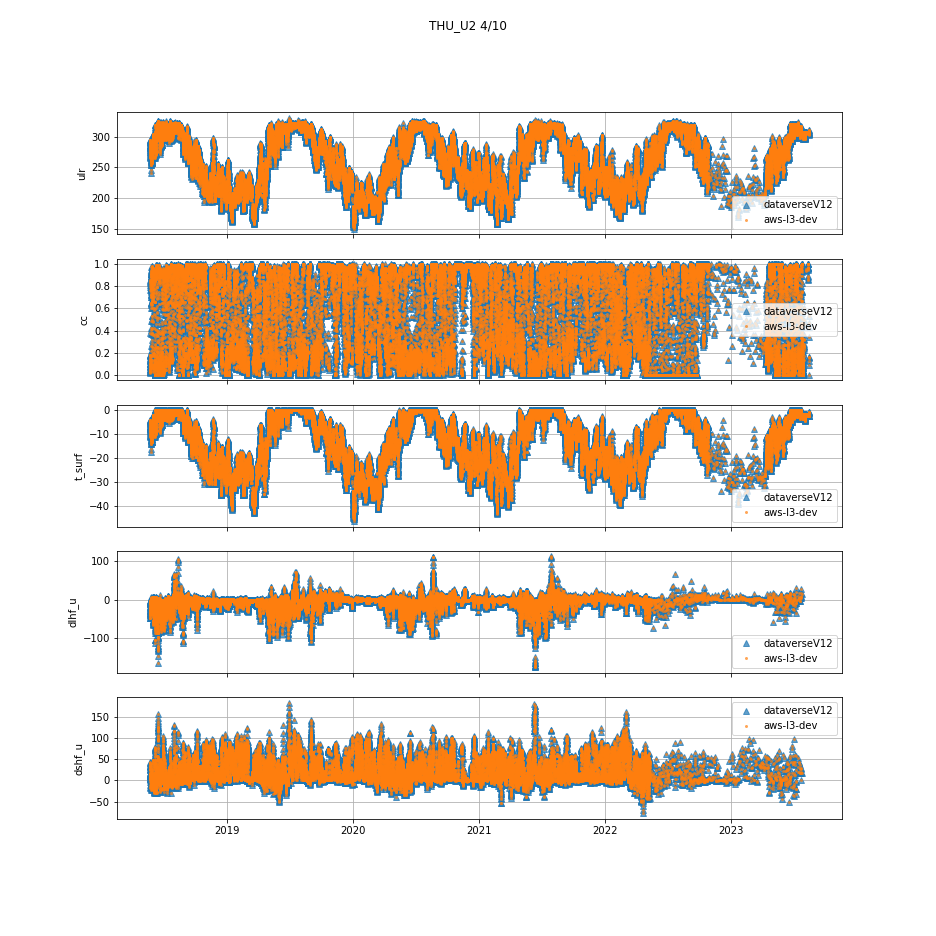 THU_U2 4/10
300
250
200
150
ulr
dataverseV12
aws-l3-dev
1.0
0.8
0.6
0.4
0.2
0.0
cc
dataverseV12
aws-l3-dev
0
−10
−20
−30
−40
t_surf
dataverseV12
aws-l3-dev
100
0
−100
dlhf_u
dataverseV12
aws-l3-dev
150
100
50
0
−50
dshf_u
dataverseV12
aws-l3-dev
2019 2020 2021 2022 2023